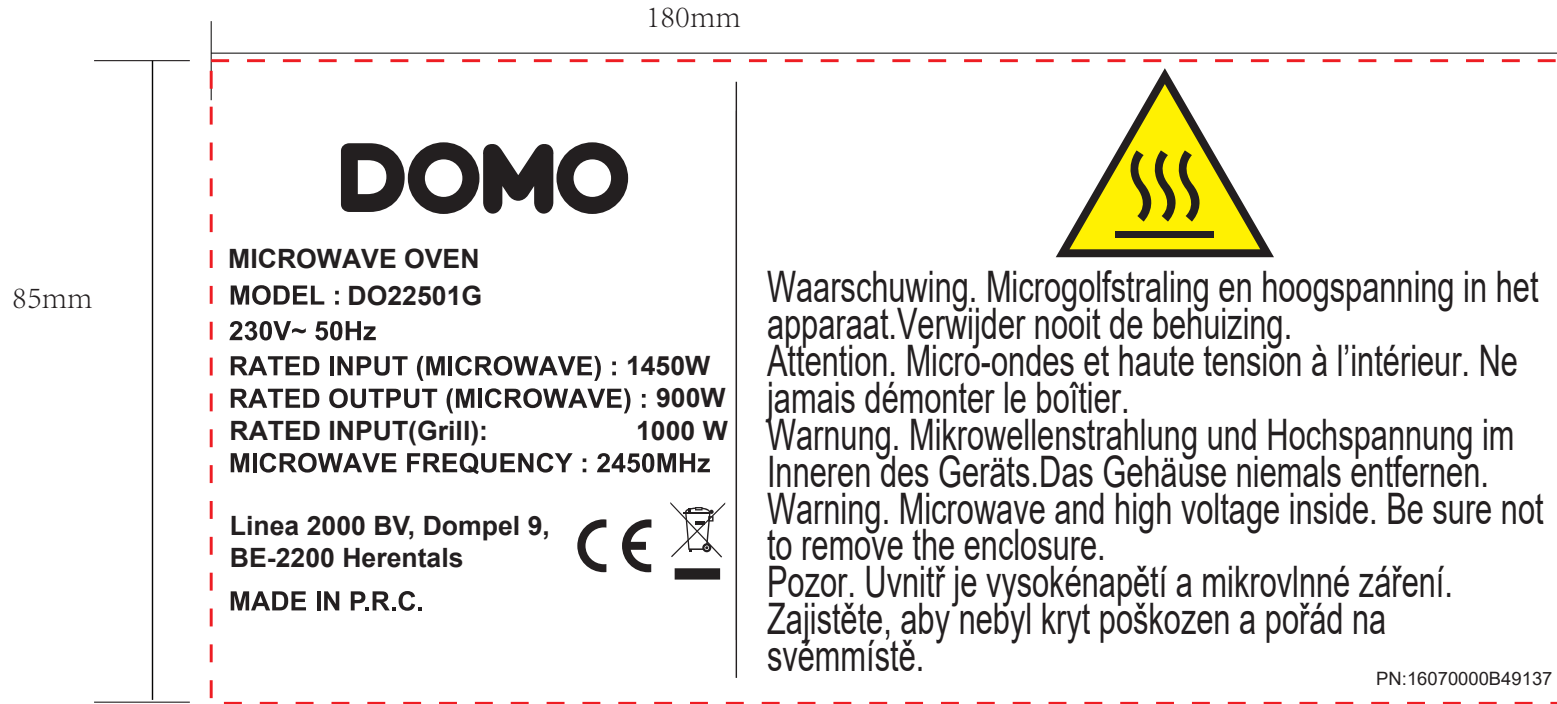 180mm
85mm
DOMO
MICROWAVE OVEN
MODEL : DO22501G
230V~ 50Hz
RATED INPUT (MICROWAVE) : 1450W
RATED OUTPUT (MICROWAVE) : 900W
RATED INPUT(Grill): 1000 W
MICROWAVE FREQUENCY : 2450MHz
Linea 2000 BV, Dompel 9,
BE-2200 Herentals
CE
MADE IN P.R.C.
Waarschuwing. Microgolfstraling en hoogspanning in het
apparaat.Verwijder nooit de behuizing.
Attention. Micro-ondes et haute tension à l’intérieur. Ne
jamais démonter le boîtier.
Warnung. Mikrowellenstrahlung und Hochspannung im
Inneren des Geräts.Das Gehäuse niemals entfernen.
Warning. Microwave and high voltage inside. Be sure not
to remove the enclosure.
Pozor. Uvnitř je vysokénapětí a mikrovlnné záření.
Zajistěte, aby nebyl kryt poškozen a pořád na
svémmístě.
PN:16070000B49137